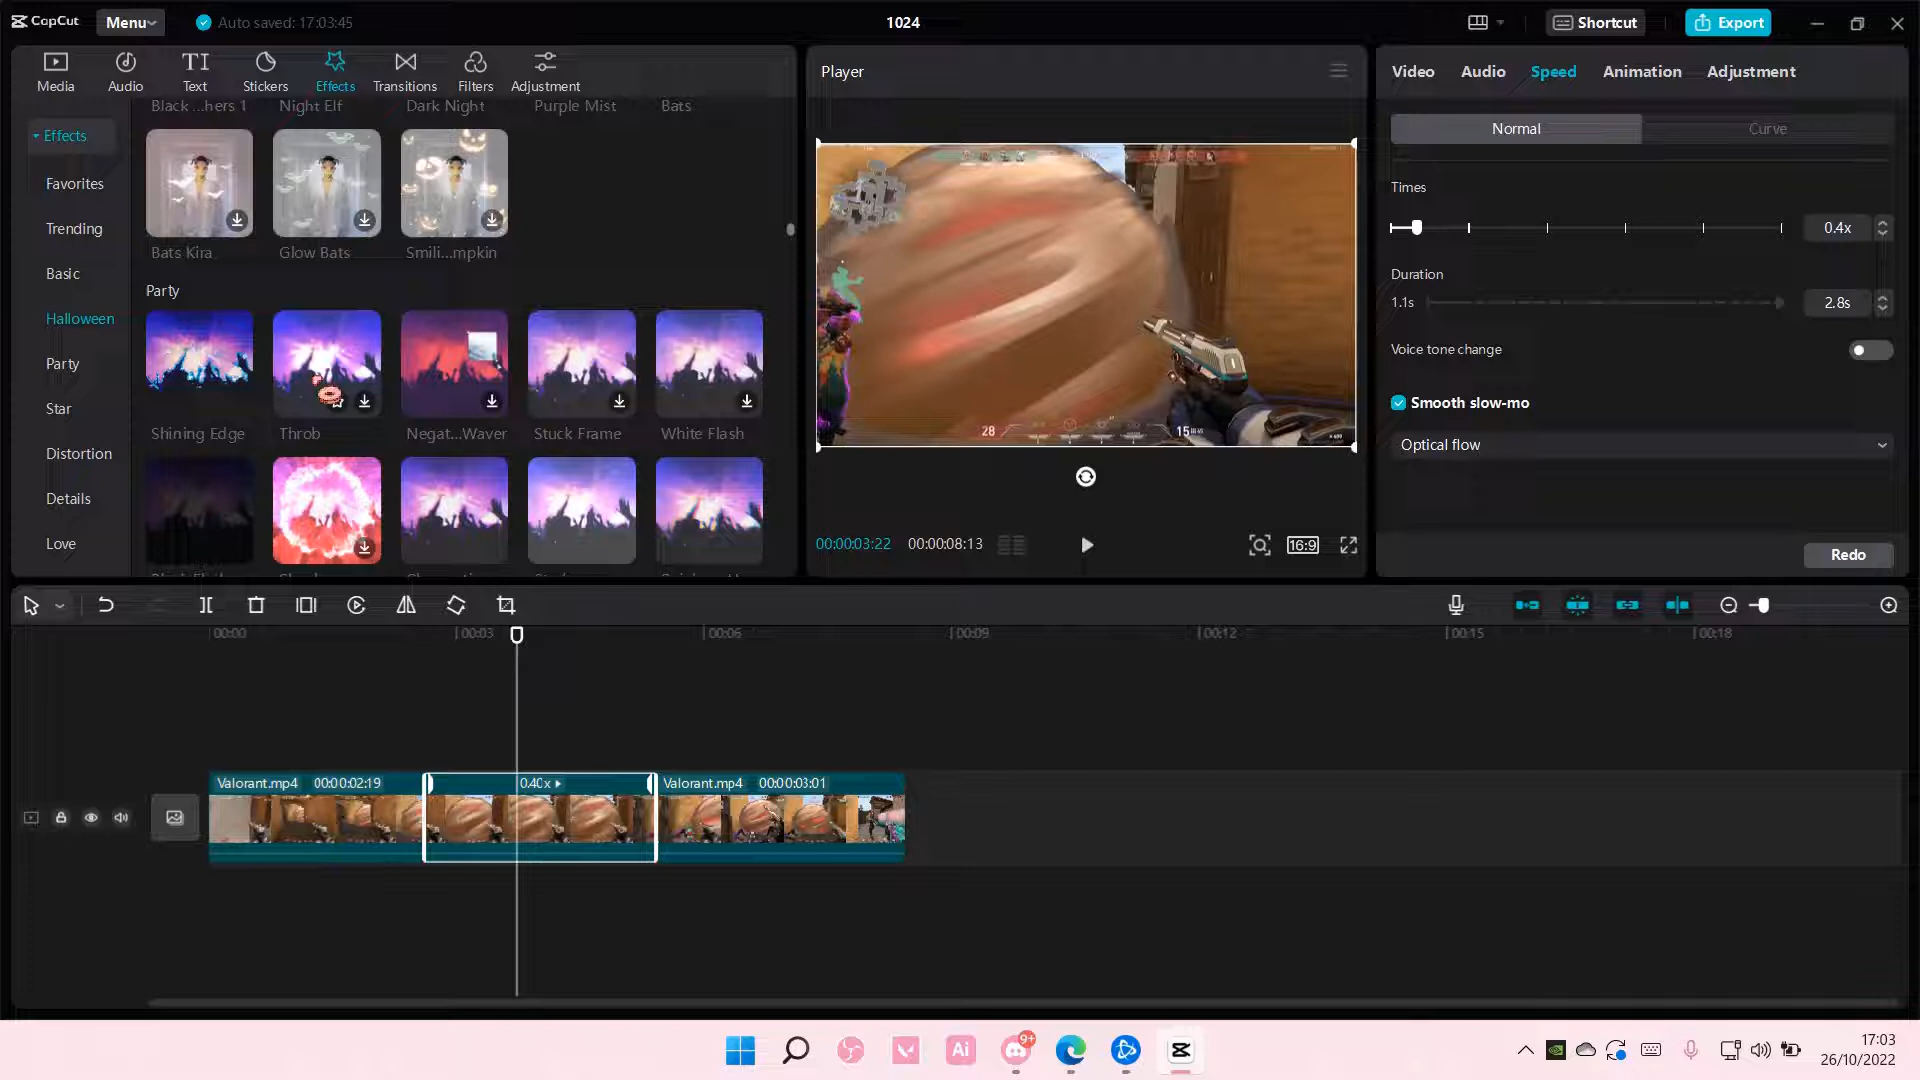 CapCut
Menu
Auto saved: 17:03:45
1024
Shortcut
Export
Media
Audio
TI
Text
Stickers
Effects
Transitions
Filters
Adjustment
Black ...hers 1
Night Elf
Dark Night
Purple Mist
Bats
Effects
Favorites
Trending
Basic
Halloween
Party
Star
Distortion
Details
Love
Bats Kira
Glow Bats
Smili...mpkin
Party
Shining Edge
Throb
Negat...Waver
Stuck Frame
White Flash
Player
28
15
00:00:03:22
00:00:08:13
16:9
Video
Audio
Speed
Animation
Adjustment
Normal
Curve
Times
0.4x
Duration
1.1s
2.8s
Voice tone change
Smooth slow-mo
Optical flow
Redo
00:00
00:03
00:06
00:09
00:12
00:15
00:18
Valorant.mp4
00:00:02:19
0.40x
Valorant.mp4
00:00:03:01
Ai
9+
17:03
26/10/2022